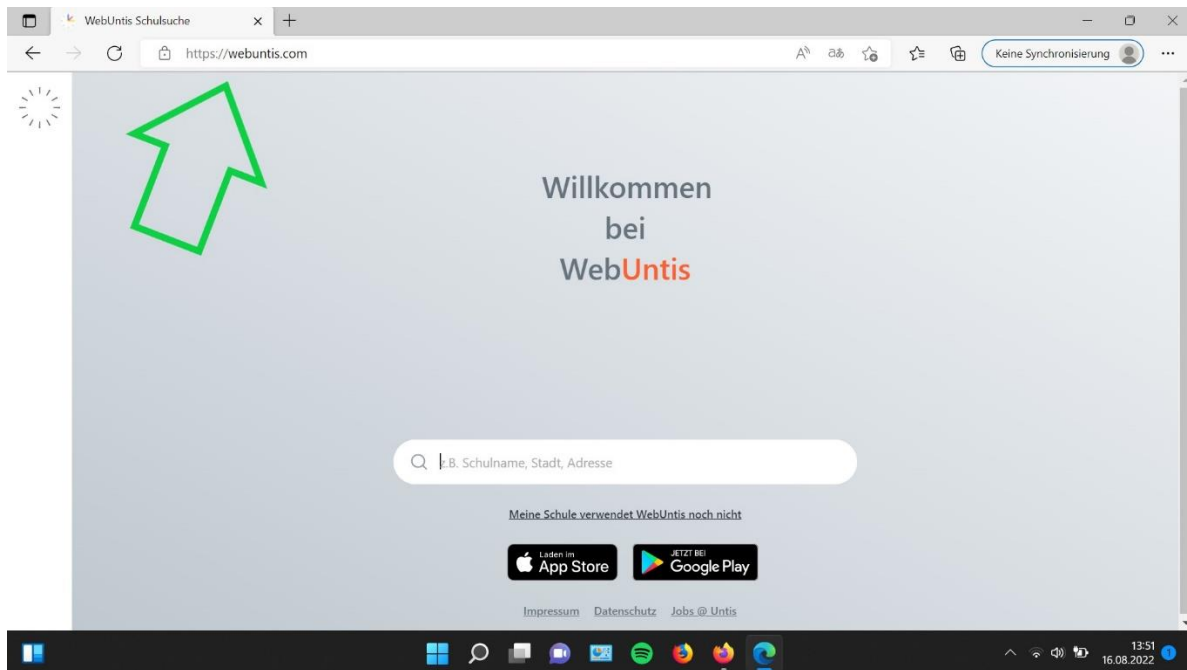 WebUntis Schulsuche
https://webuntis.com
Keine Synchronisierung
Willkommen
bei
WebUntis
z.B. Schulname, Stadt, Adresse
Meine Schule verwendet WebUntis noch nicht
Laden im
App Store
JETZT BEI
Google Play
Impressum Datenschutz Jobs @ Untis
13:51
16.08.2022
1